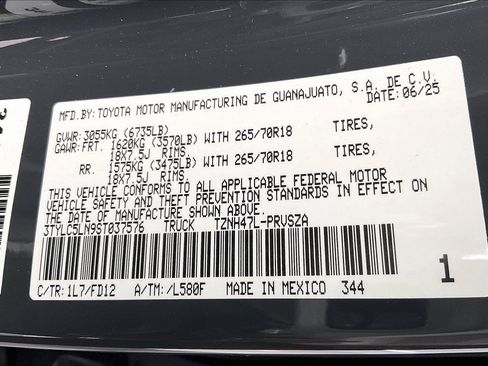 MFD.BY:TOYOTA MOTOR MANUFACTURING DE GUANAJUATO, S.A. DE C.V.
DATE:06/25
GVWR:3055KG (6735LB)
GAWR:FRT. 1620KG (3570LB) WITH 265/70R18 TIRES,
18X7.5J RIMS,
RR. 1575KG (3475LB) WITH 265/70R18 TIRES,
18X7.5J RIMS.
THIS VEHICLE CONFORMS TO ALL APPLICABLE FEDERAL MOTOR
VEHICLE SAFETY AND THEFT PREVENTION STANDARDS IN EFFECT ON
THE DATE OF MANUFACTURE SHOWN ABOVE.
3TYLC5LN9ST037576 TRUCK TZNH47L-PRVSZA
1
C/TR:1L7/FD12 A/TM:/L580F MADE IN MEXICO 344